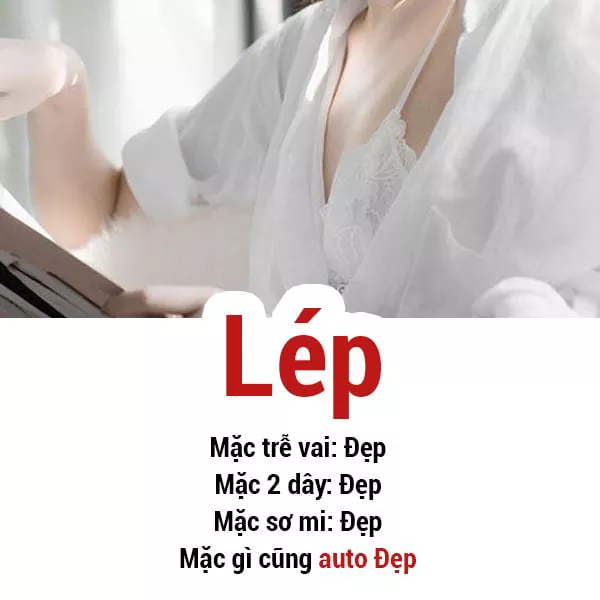 Lép
Mặc trễ vai: Đẹp
Mặc 2 dây: Đẹp
Mặc sơ mi: Đẹp
Mặc gì cũng auto Đẹp